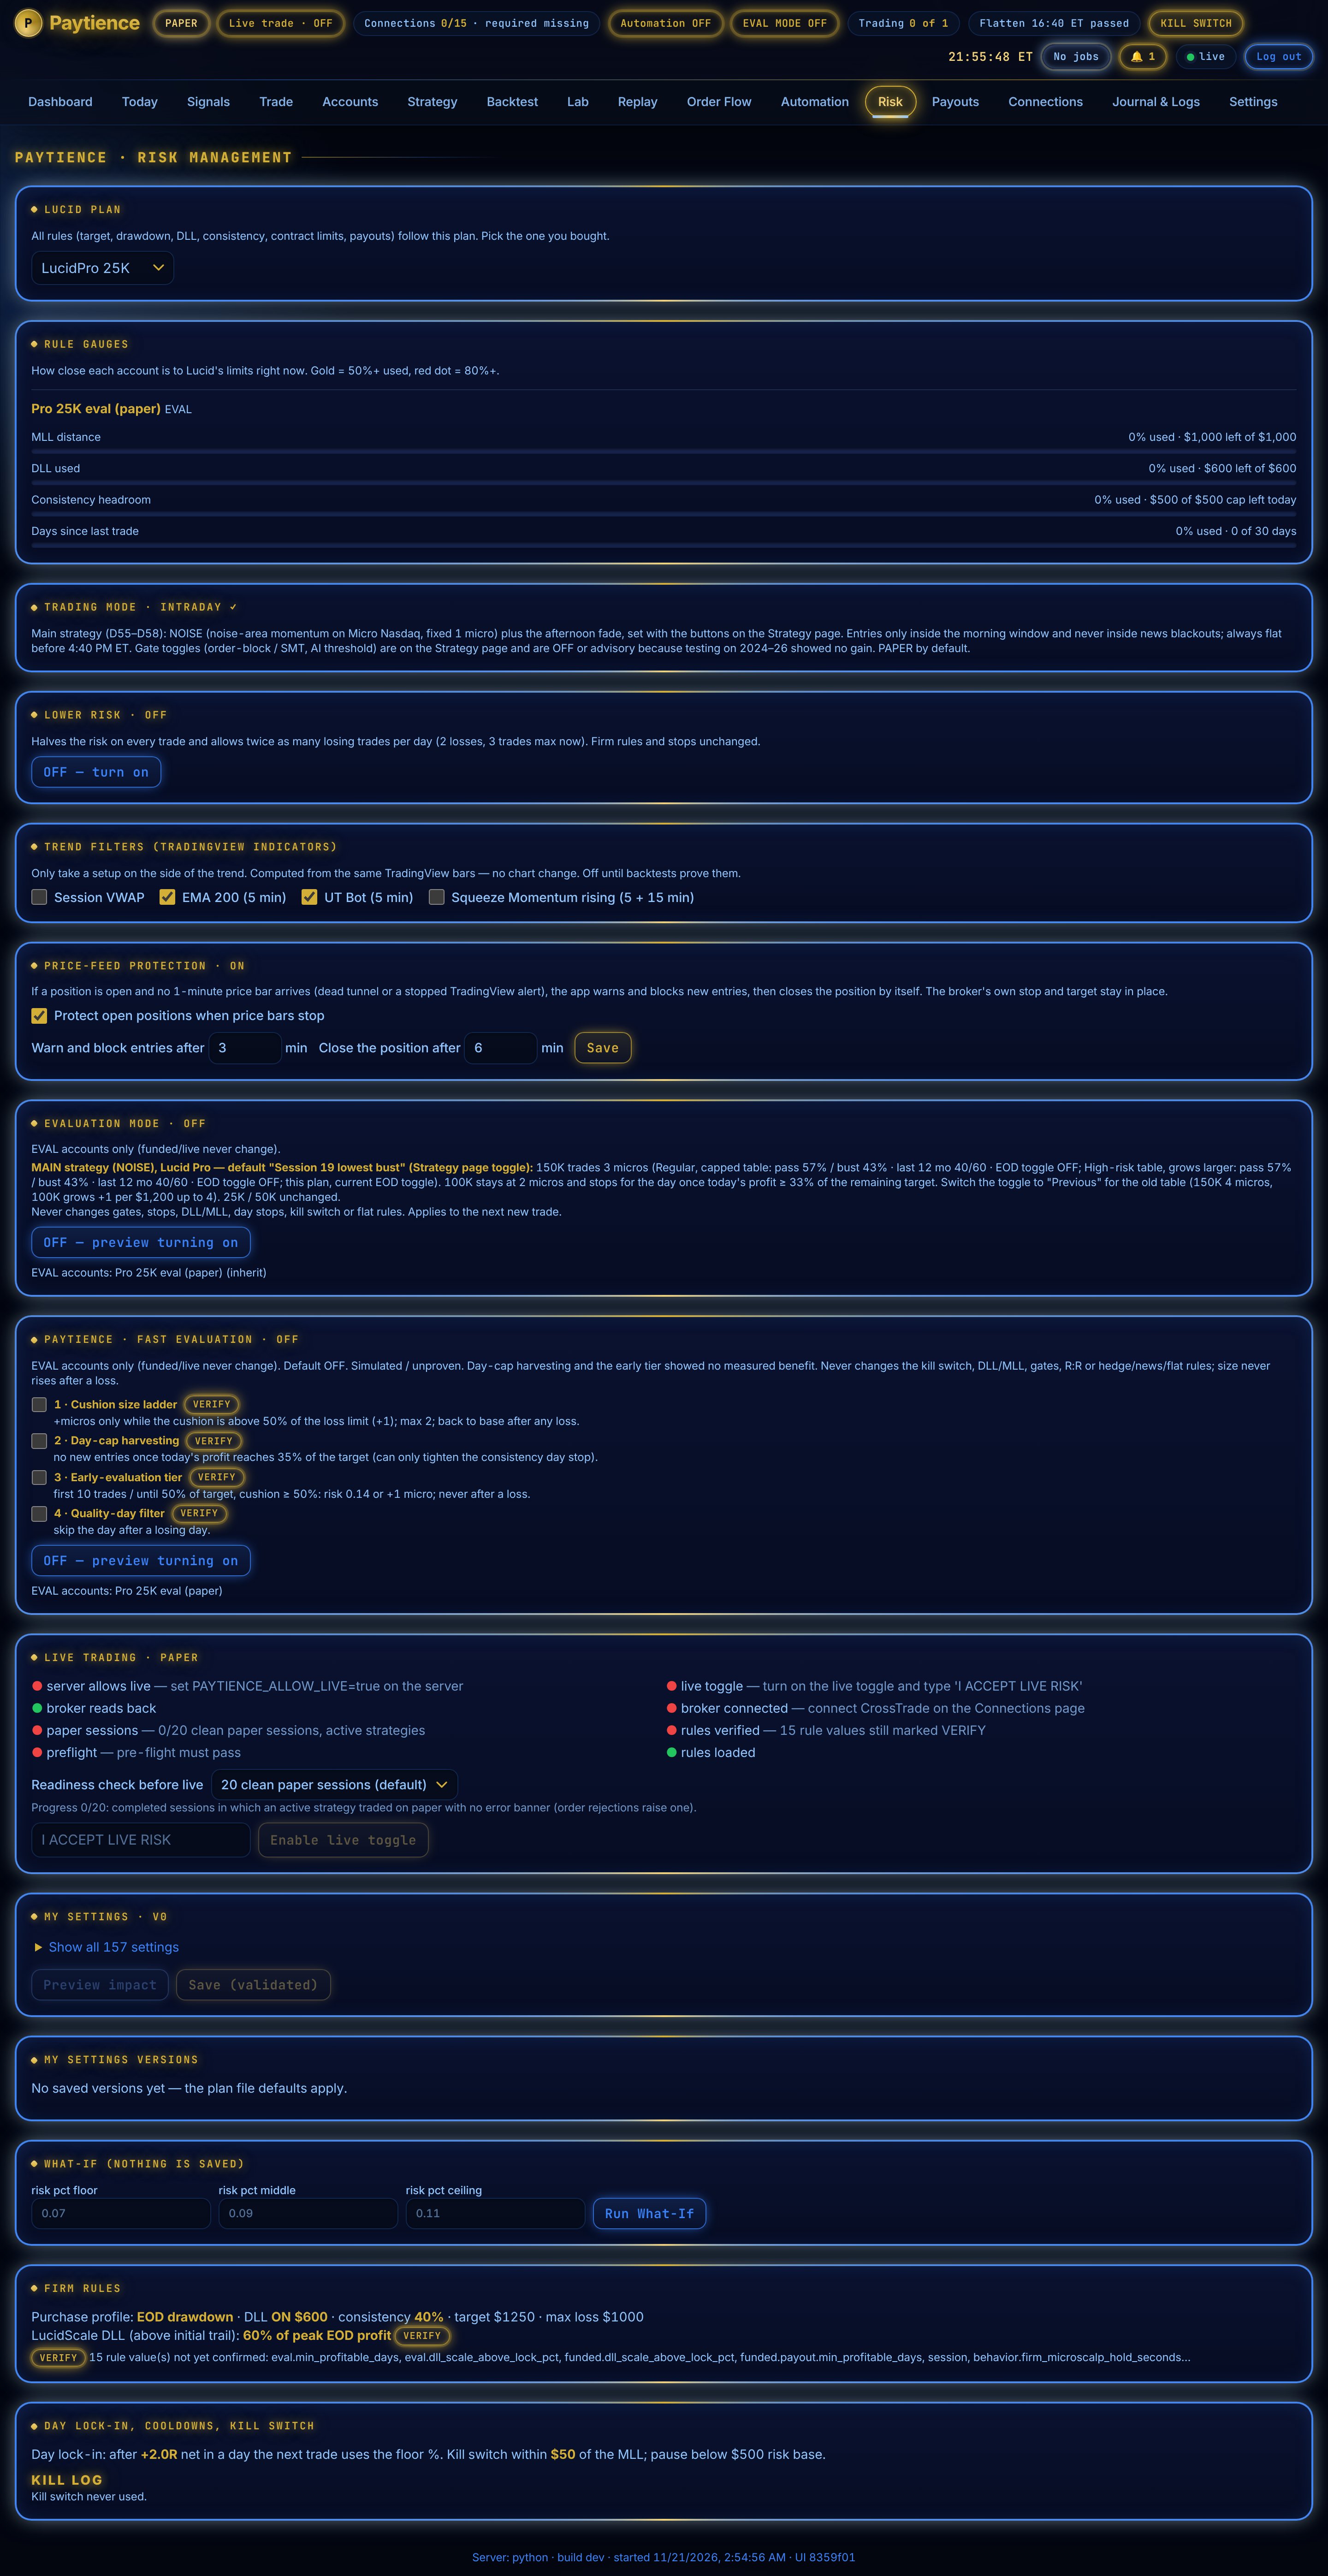 P Paytience PAPER Live trade · OFF Connections 0/15 · required missing Automation OFF EVAL MODE OFF Trading 0 of 1 Flatten 16:40 ET passed KILL SWITCH
21:55:48 ET No jobs 🔔 1 live Log out
Dashboard Today Signals Trade Accounts Strategy Backtest Lab Replay Order Flow Automation Risk Payouts Connections Journal & Logs Settings
PAYTIENCE · RISK MANAGEMENT
LUCID PLAN
All rules (target, drawdown, DLL, consistency, contract limits, payouts) follow this plan. Pick the one you bought.
LucidPro 25K
RULE GAUGES
How close each account is to Lucid's limits right now. Gold = 50%+ used, red dot = 80%+.
Pro 25K eval (paper) EVAL
MLL distance 0% used · $1,000 left of $1,000
DLL used 0% used · $600 left of $600
Consistency headroom 0% used · $500 of $500 cap left today
Days since last trade 0% used · 0 of 30 days
TRADING MODE · INTRADAY ✓
Main strategy (D55–D58): NOISE (noise-area momentum on Micro Nasdaq, fixed 1 micro) plus the afternoon fade, set with the buttons on the Strategy page. Entries only inside the morning window and never inside news blackouts; always flat
before 4:40 PM ET. Gate toggles (order-block / SMT, AI threshold) are on the Strategy page and are OFF or advisory because testing on 2024–26 showed no gain. PAPER by default.
LOWER RISK · OFF
Halves the risk on every trade and allows twice as many losing trades per day (2 losses, 3 trades max now). Firm rules and stops unchanged.
OFF — turn on
TREND FILTERS (TRADINGVIEW INDICATORS)
Only take a setup on the side of the trend. Computed from the same TradingView bars — no chart change. Off until backtests prove them.
Session VWAP EMA 200 (5 min) UT Bot (5 min) Squeeze Momentum rising (5 + 15 min)
PRICE-FEED PROTECTION · ON
If a position is open and no 1-minute price bar arrives (dead tunnel or a stopped TradingView alert), the app warns and blocks new entries, then closes the position by itself. The broker's own stop and target stay in place.
Protect open positions when price bars stop
Warn and block entries after 3 min Close the position after 6 min Save
EVALUATION MODE · OFF
EVAL accounts only (funded/live never change).
MAIN strategy (NOISE), Lucid Pro — default "Session 19 lowest bust" (Strategy page toggle): 150K trades 3 micros (Regular, capped table: pass 57% / bust 43% · last 12 mo 40/60 · EOD toggle OFF; High-risk table, grows larger: pass 57%
/ bust 43% · last 12 mo 40/60 · EOD toggle OFF; this plan, current EOD toggle). 100K stays at 2 micros and stops for the day once today's profit ≥ 33% of the remaining target. Switch the toggle to "Previous" for the old table (150K 4 micros,
100K grows +1 per $1,200 up to 4). 25K / 50K unchanged.
Never changes gates, stops, DLL/MLL, day stops, kill switch or flat rules. Applies to the next new trade.
OFF — preview turning on
EVAL accounts: Pro 25K eval (paper) (inherit)
PAYTIENCE · FAST EVALUATION · OFF
EVAL accounts only (funded/live never change). Default OFF. Simulated / unproven. Day-cap harvesting and the early tier showed no measured benefit. Never changes the kill switch, DLL/MLL, gates, R:R or hedge/news/flat rules; size never
rises after a loss.
1 · Cushion size ladder VERIFY
+micros only while the cushion is above 50% of the loss limit (+1); max 2; back to base after any loss.
2 · Day-cap harvesting VERIFY
no new entries once today's profit reaches 35% of the target (can only tighten the consistency day stop).
3 · Early-evaluation tier VERIFY
first 10 trades / until 50% of target, cushion ≥ 50%: risk 0.14 or +1 micro; never after a loss.
4 · Quality-day filter VERIFY
skip the day after a losing day.
OFF — preview turning on
EVAL accounts: Pro 25K eval (paper)
LIVE TRADING · PAPER
server allows live — set PAYTIENCE_ALLOW_LIVE=true on the server live toggle — turn on the live toggle and type 'I ACCEPT LIVE RISK'
broker reads back broker connected — connect CrossTrade on the Connections page
paper sessions — 0/20 clean paper sessions, active strategies rules verified — 15 rule values still marked VERIFY
preflight — pre-flight must pass rules loaded
Readiness check before live 20 clean paper sessions (default)
Progress 0/20: completed sessions in which an active strategy traded on paper with no error banner (order rejections raise one).
I ACCEPT LIVE RISK Enable live toggle
MY SETTINGS · V0
Show all 157 settings
Preview impact Save (validated)
MY SETTINGS VERSIONS
No saved versions yet — the plan file defaults apply.
WHAT-IF (NOTHING IS SAVED)
risk pct floor risk pct middle risk pct ceiling
0.07 0.09 0.11 Run What-If
FIRM RULES
Purchase profile: EOD drawdown · DLL ON $600 · consistency 40% · target $1250 · max loss $1000
LucidScale DLL (above initial trail): 60% of peak EOD profit VERIFY
VERIFY 15 rule value(s) not yet confirmed: eval.min_profitable_days, eval.dll_scale_above_lock_pct, funded.dll_scale_above_lock_pct, funded.payout.min_profitable_days, session, behavior.firm_microscalp_hold_seconds…
DAY LOCK-IN, COOLDOWNS, KILL SWITCH
Day lock-in: after +2.0R net in a day the next trade uses the floor %. Kill switch within $50 of the MLL; pause below $500 risk base.
KILL LOG
Kill switch never used.
Server: python · build dev · started 11/21/2026, 2:54:56 AM · UI 8359f01